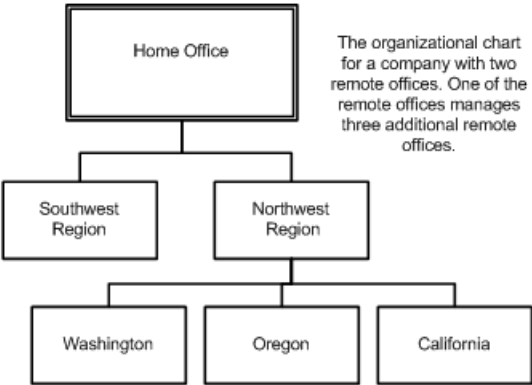 Home Office
The organizational chart
for a company with two
remote offices. One of the
remote offices manages
three additional remote
offices.
Southwest
Region
Northwest
Region
Washington
Oregon
California